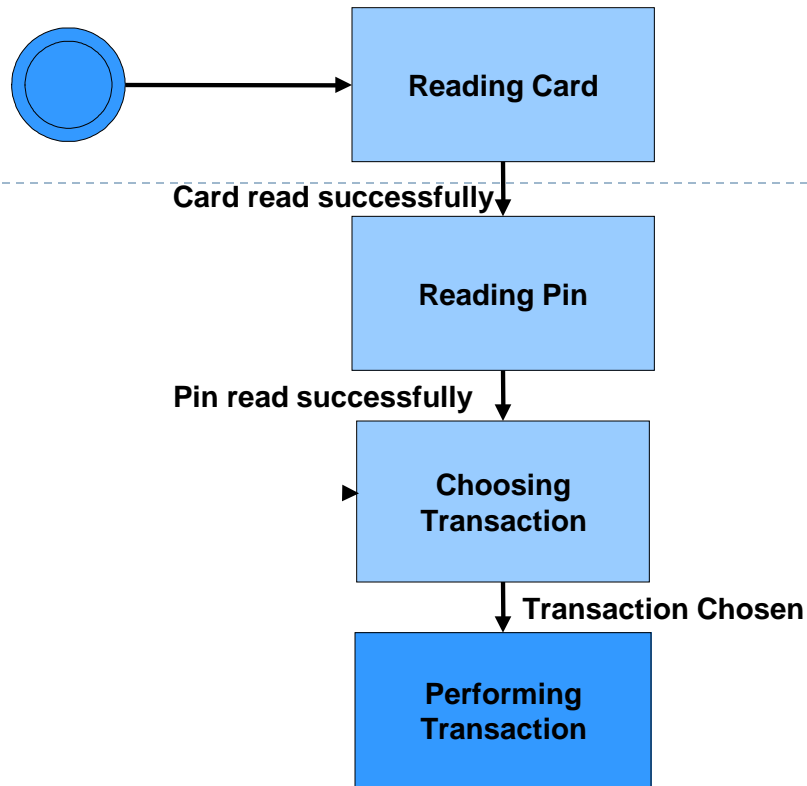 Reading Card
Card read successfully
Reading Pin
Pin read successfully
Choosing
Transaction
Transaction Chosen
Performing
Transaction